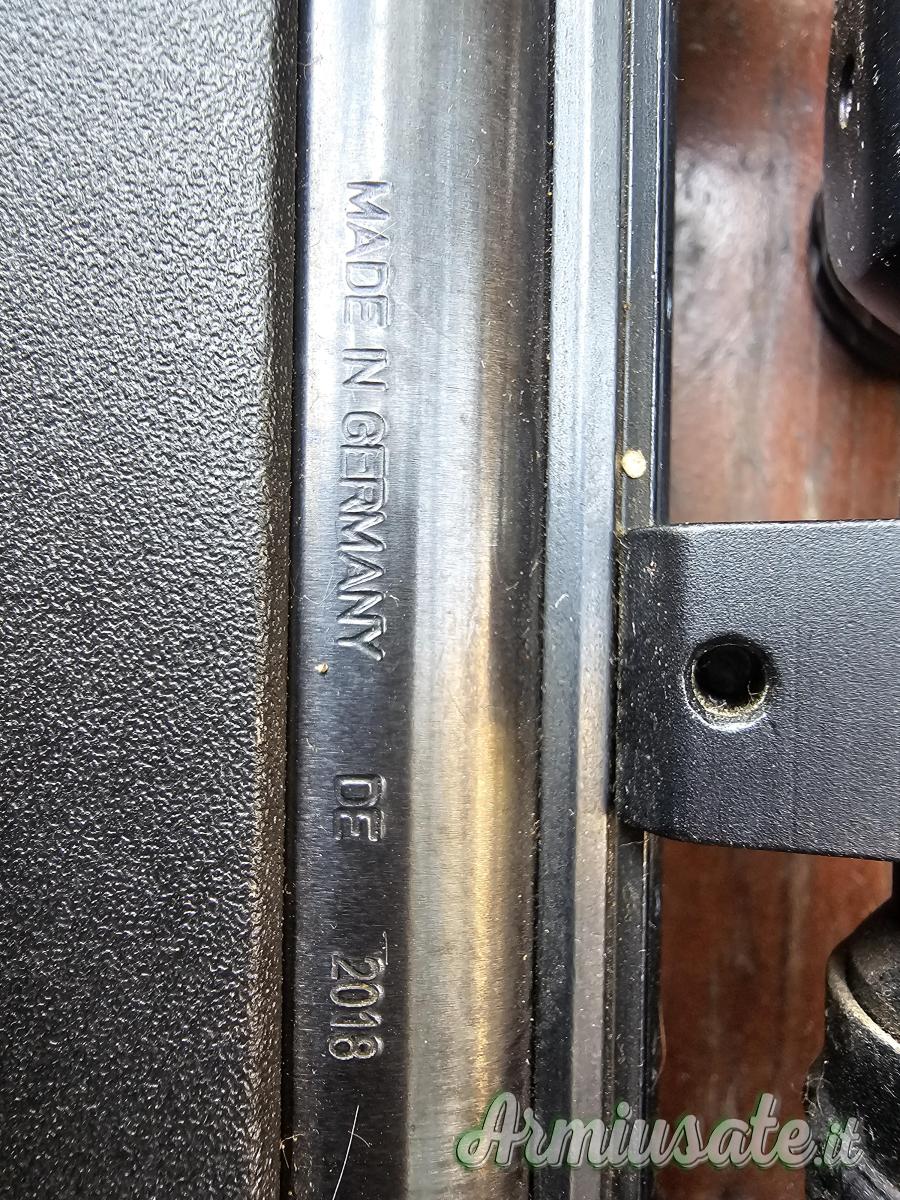 MADE IN GERMANY DE 2018
Armiusate.it